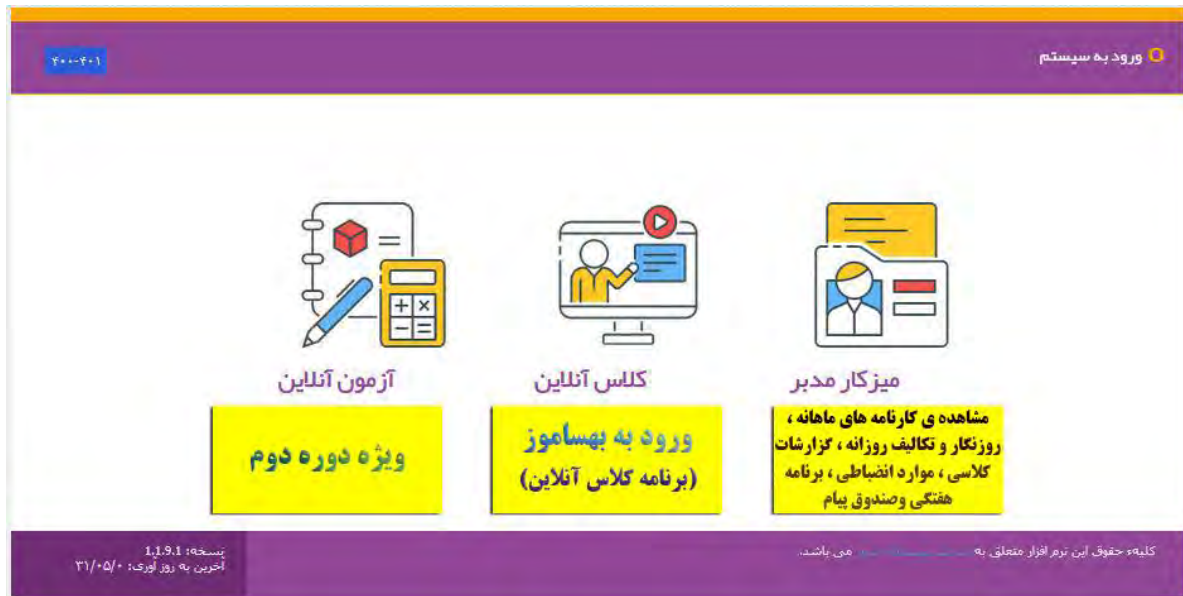 ورود به سیستم
۴۰۰-۴۰۱
میزکار مدبر
مشاهده ی کارنامه های ماهانه ،
روزنگار و تکالیف روزانه ، گزارشات
کلاسی ، موارد انضباطی ، برنامه
هفتگی وصندوق پیام
کلاس آنلاین
ورود به بهساموز
(برنامه کلاس آنلاین)
آزمون آنلاین
ویژه دوره دوم
کلیهء حقوق این نرم افزار متعلق به می باشد.
نسخه: 1.1.9.1
آخرین به روز آوری: ۳۱/۰۵/۰